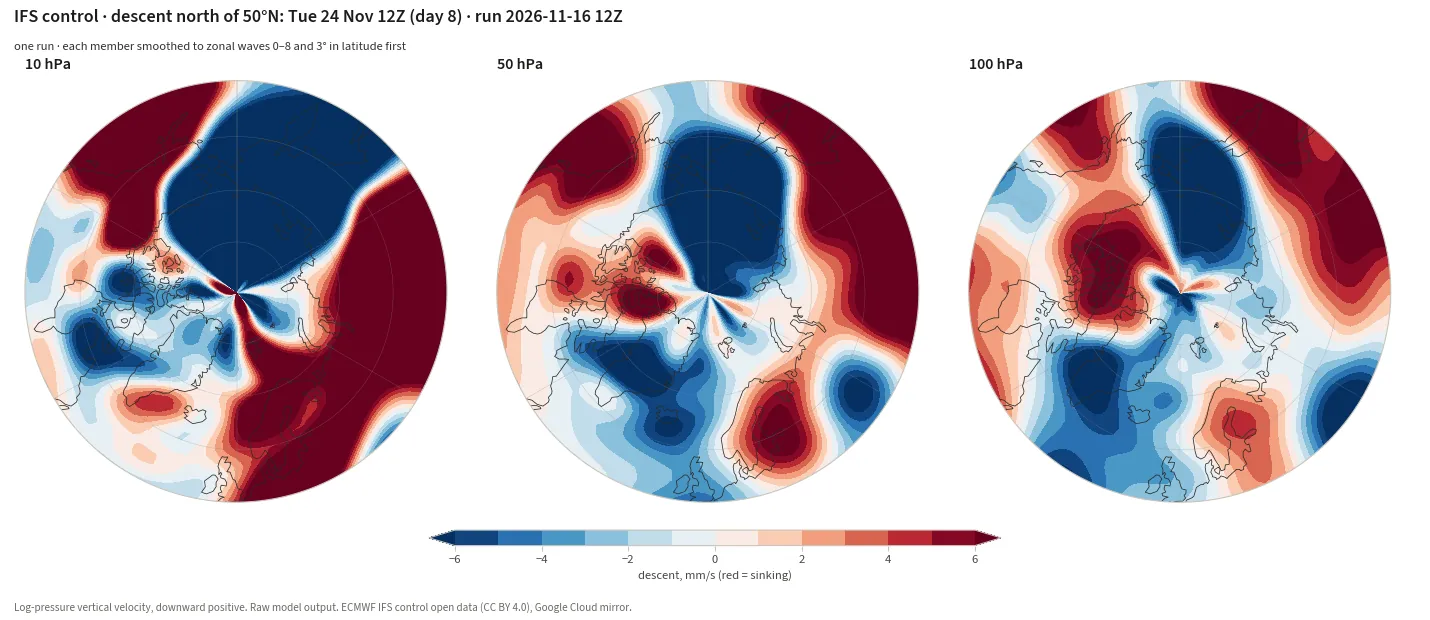 IFS control · descent north of 50°N: Tue 24 Nov 12Z (day 8) · run 2026-11-16 12Z
one run · each member smoothed to zonal waves 0–8 and 3° in latitude first
10 hPa
50 hPa
100 hPa
−6
−4
−2
0
2
4
6
descent, mm/s (red = sinking)
Log-pressure vertical velocity, downward positive. Raw model output. ECMWF IFS control open data (CC BY 4.0), Google Cloud mirror.